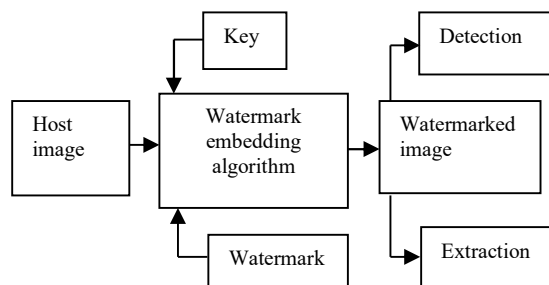 Key
Detection
Host
image
Watermark
embedding
algorithm
Watermarked
image
Watermark
Extraction